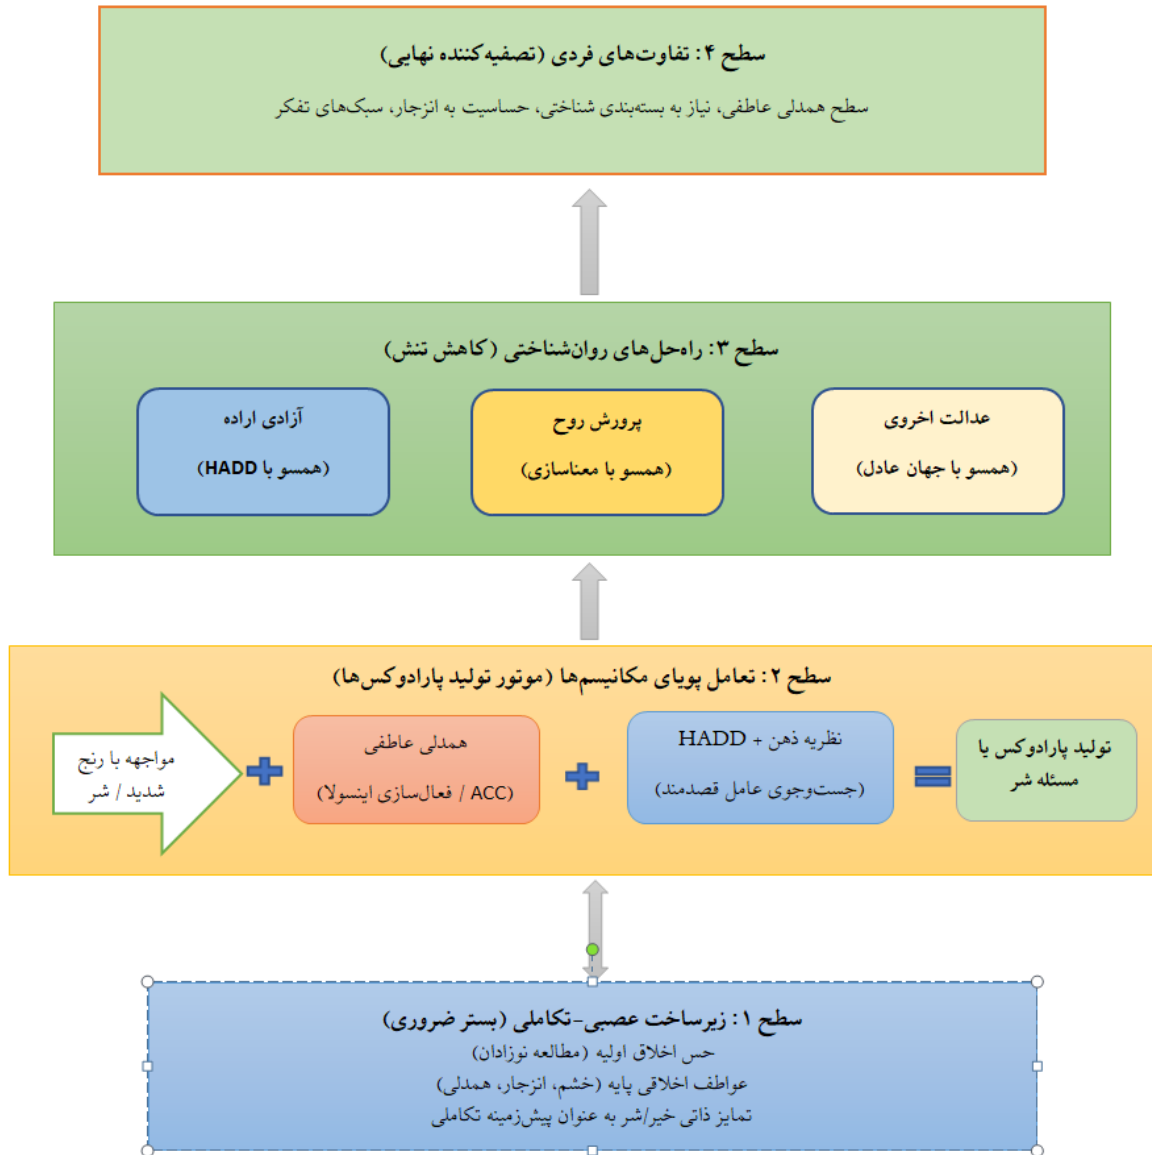 سطح ۴: تفاوت‌های فردی (تصفیه‌کننده نهایی)
سطح همدلی عاطفی، نیاز به بسته‌بندی شناختی، حساسیت به انزجار، سبک‌های تفکر
سطح ۳: راه‌حل‌های روان‌شناختی (کاهش تنش)
عدالت اخروی
(همسو با جهان عادل)
پرورش روح
(همسو با معناسازی)
آزادی اراده
(همسو با HADD)
سطح ۲: تعامل پویای مکانیسم‌ها (موتور تولید پارادوکس‌ها)
مواجهه با رنج
شدید / شر
+
همدلی عاطفی
(ACC / فعال‌سازی اینسولا)
+
نظریه ذهن + HADD
(جست‌وجوی عامل قصدمند)
=
تولید پارادوکس یا
مسئله شر
سطح ۱: زیرساخت عصبی-تکاملی (بستر ضروری)
حس اخلاق اولیه (مطالعه نوزادان)
عواطف اخلاقی پایه (خشم، انزجار، همدلی)
تمایز ذاتی خیر/شر به عنوان پیش‌زمینه تکاملی